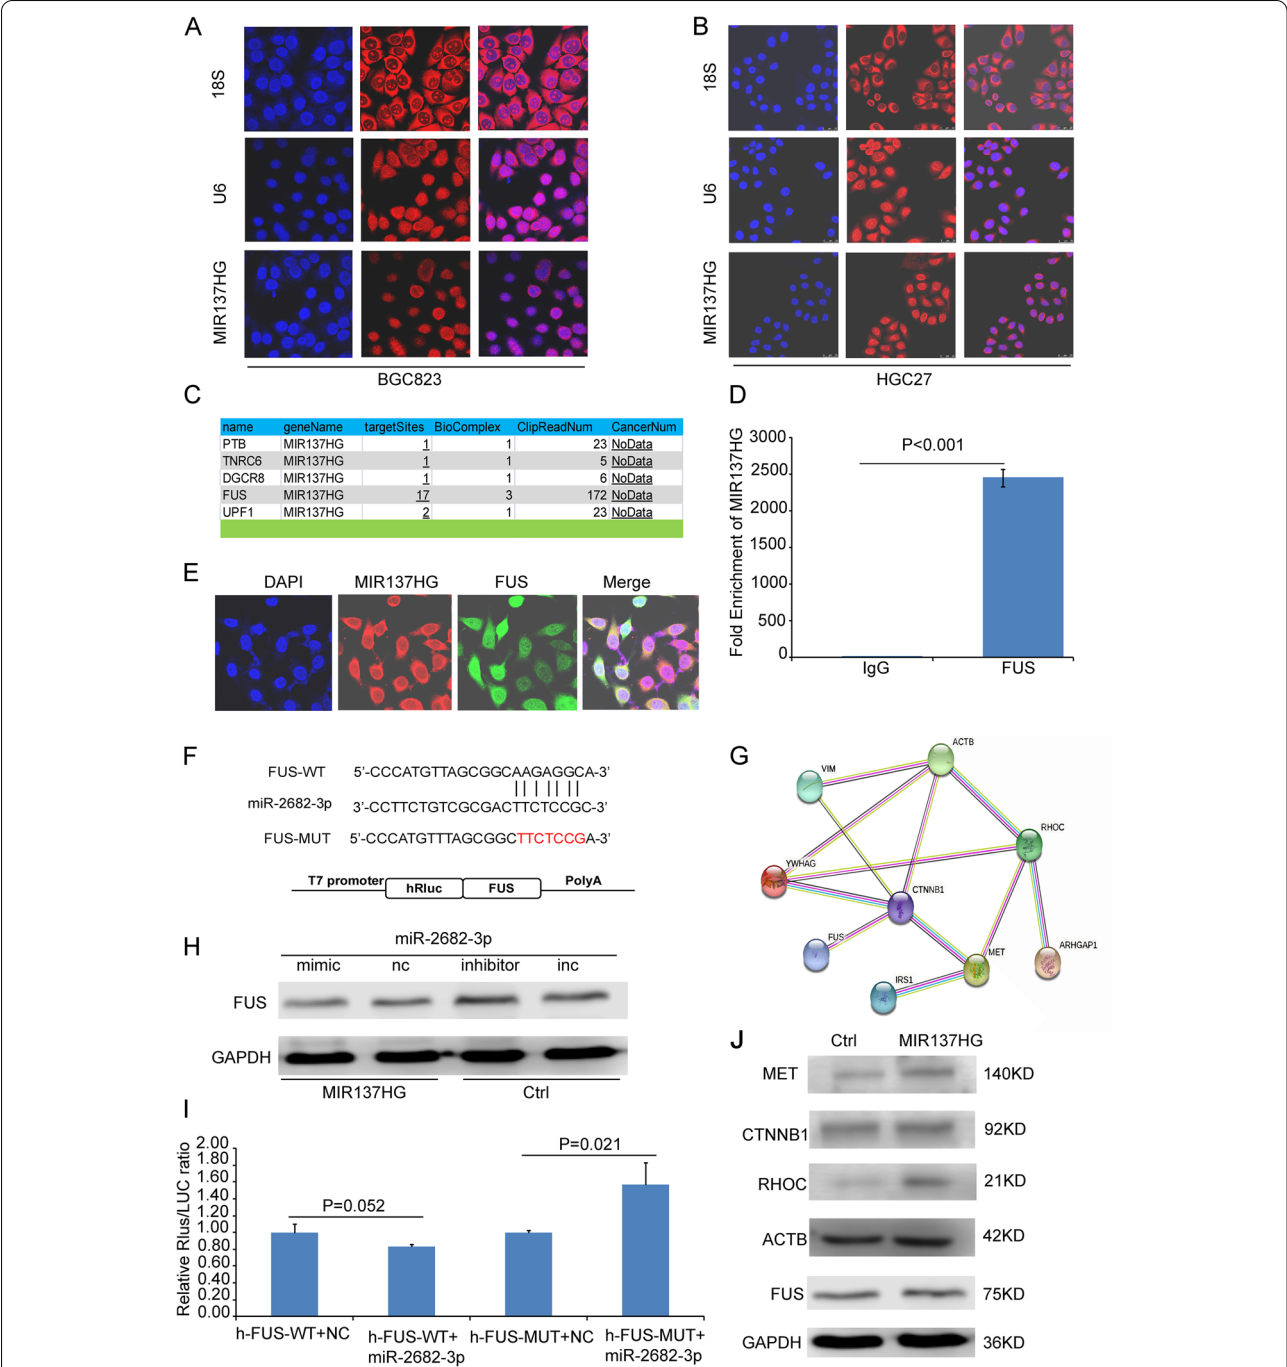 A
18S
U6
MIR137HG
BGC823
B
18S
U6
MIR137HG
HGC27
C
name geneName targetSites BioComplex ClipReadNum CancerNum
PTB MIR137HG 1 1 23 NoData
TNRC6 MIR137HG 1 1 5 NoData
DGCR8 MIR137HG 1 1 6 NoData
FUS MIR137HG 17 3 172 NoData
UPF1 MIR137HG 2 1 23 NoData
D
Fold Enrichment of MIR137HG
3000
2500
2000
1500
1000
500
0
P<0.001
IgG FUS
E
DAPI MIR137HG FUS Merge
F
FUS-WT 5'-CCCATGTTAGCGGCAAGAGGCA-3'
miR-2682-3p 3'-CCTTCTGTCGCGACTTCTCCGC-3'
FUS-MUT 5'-CCCATGTTTAGCGGCTTCTCCGA-3'
T7 promoter hRluc FUS PolyA
G
ACTB
VIM
RHOC
YWHAG
CTNNB1
FUS
MET
ARHGAP1
IRS1
H
miR-2682-3p
mimic nc inhibitor inc
FUS
GAPDH
MIR137HG Ctrl
I
Relative Rlus/LUC ratio
2.00
1.80
1.60
1.40
1.20
1.00
0.80
0.60
0.40
0.20
0.00
P=0.052
P=0.021
h-FUS-WT+NC
h-FUS-WT+
miR-2682-3p
h-FUS-MUT+NC
h-FUS-MUT+
miR-2682-3p
J
Ctrl MIR137HG
MET 140KD
CTNNB1 92KD
RHOC 21KD
ACTB 42KD
FUS 75KD
GAPDH 36KD